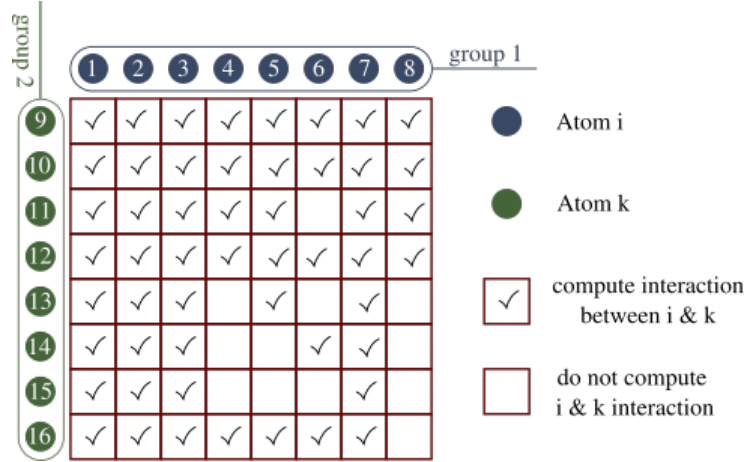 group 2
group 1
1 2 3 4 5 6 7 8
9
10
11
12
13
14
15
16
Atom i
Atom k
compute interaction
between i & k
do not compute
i & k interaction